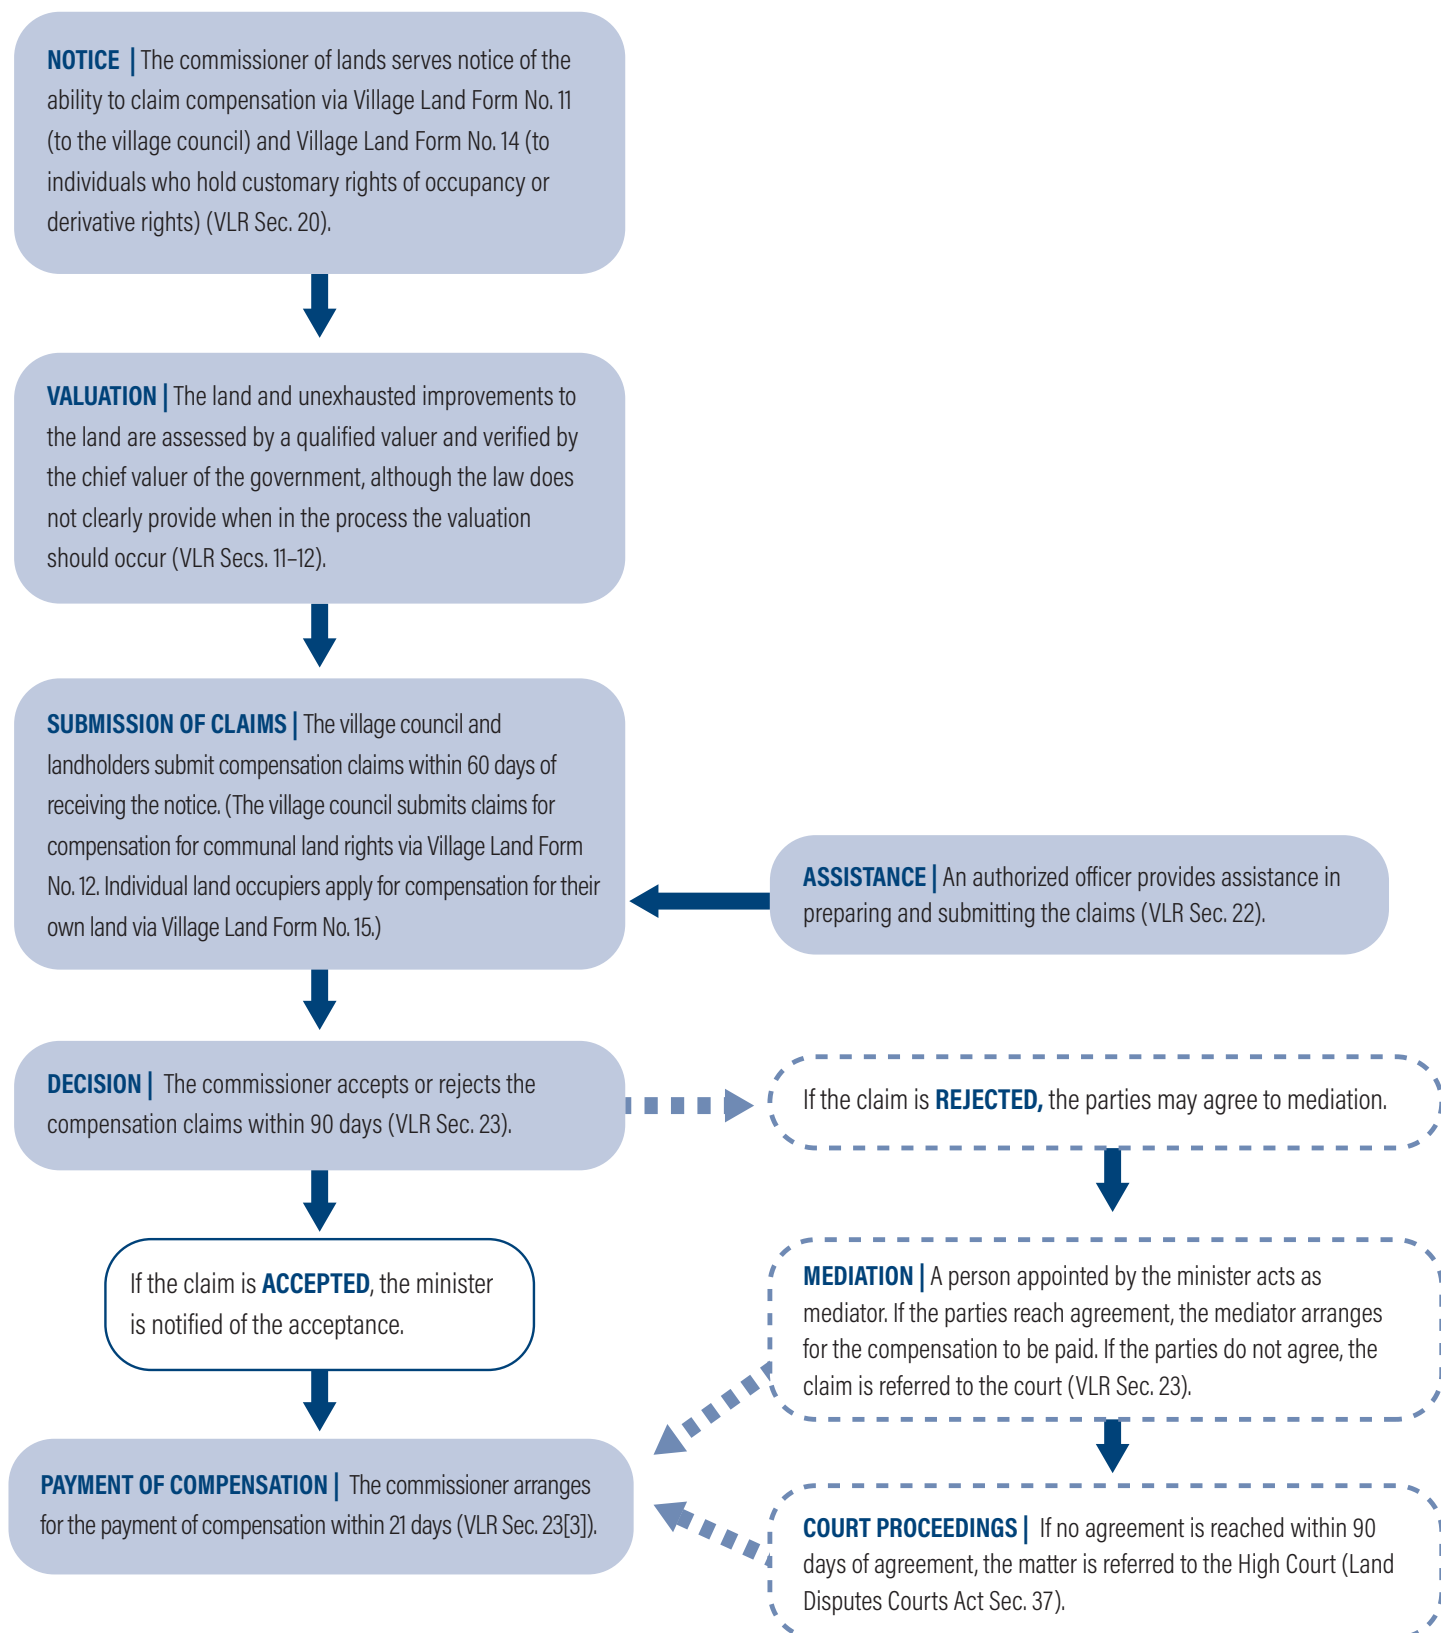 NOTICE | The commissioner of lands serves notice of the
ability to claim compensation via Village Land Form No. 11
(to the village council) and Village Land Form No. 14 (to
individuals who hold customary rights of occupancy or
derivative rights) (VLR Sec. 20).
VALUATION | The land and unexhausted improvements to
the land are assessed by a qualified valuer and verified by
the chief valuer of the government, although the law does
not clearly provide when in the process the valuation
should occur (VLR Secs. 11–12).
SUBMISSION OF CLAIMS | The village council and
landholders submit compensation claims within 60 days of
receiving the notice. (The village council submits claims for
compensation for communal land rights via Village Land Form
No. 12. Individual land occupiers apply for compensation for their
own land via Village Land Form No. 15.)
ASSISTANCE | An authorized officer provides assistance in
preparing and submitting the claims (VLR Sec. 22).
DECISION | The commissioner accepts or rejects the
compensation claims within 90 days (VLR Sec. 23).
If the claim is REJECTED, the parties may agree to mediation.
If the claim is ACCEPTED, the minister
is notified of the acceptance.
MEDIATION | A person appointed by the minister acts as
mediator. If the parties reach agreement, the mediator arranges
for the compensation to be paid. If the parties do not agree, the
claim is referred to the court (VLR Sec. 23).
PAYMENT OF COMPENSATION | The commissioner arranges
for the payment of compensation within 21 days (VLR Sec. 23[3]).
COURT PROCEEDINGS | If no agreement is reached within 90
days of agreement, the matter is referred to the High Court (Land
Disputes Courts Act Sec. 37).